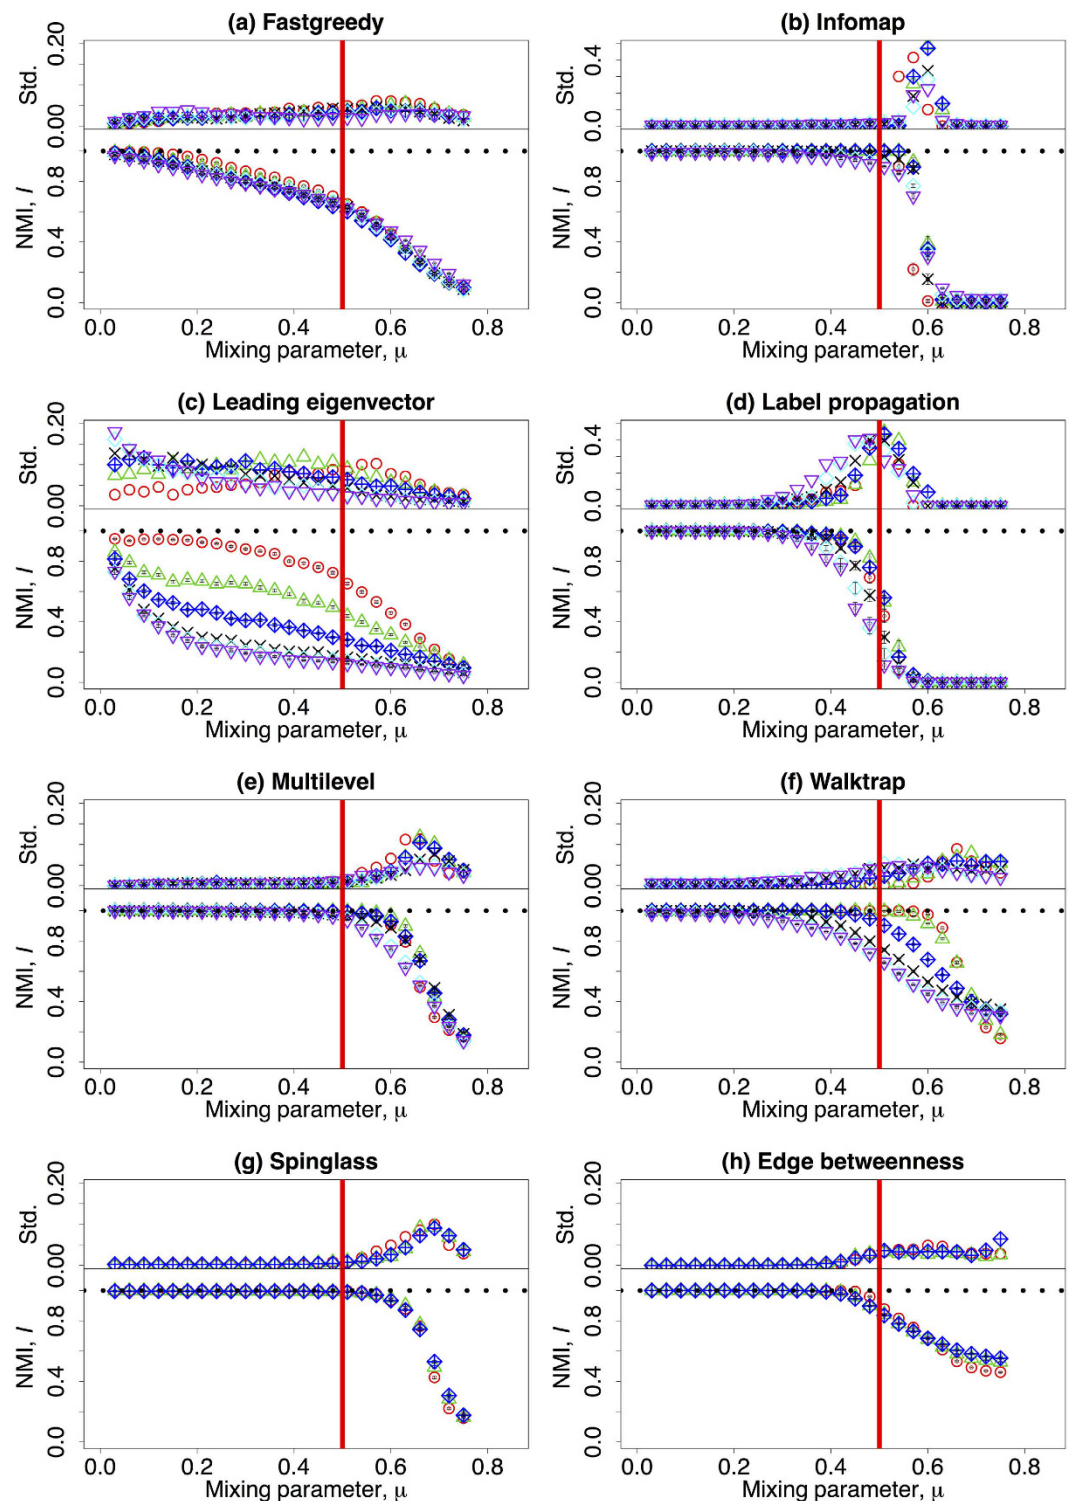 (a) Fastgreedy
Std.
0.00 0.20
NMI, I
0.0 0.4 0.8
0.0 0.2 0.4 0.6 0.8
Mixing parameter, μ
(b) Infomap
Std.
0.0 0.4
NMI, I
0.0 0.4 0.8
0.0 0.2 0.4 0.6 0.8
Mixing parameter, μ
(c) Leading eigenvector
Std.
0.00 0.20
NMI, I
0.0 0.4 0.8
0.0 0.2 0.4 0.6 0.8
Mixing parameter, μ
(d) Label propagation
Std.
0.0 0.4
NMI, I
0.0 0.4 0.8
0.0 0.2 0.4 0.6 0.8
Mixing parameter, μ
(e) Multilevel
Std.
0.00 0.20
NMI, I
0.0 0.4 0.8
0.0 0.2 0.4 0.6 0.8
Mixing parameter, μ
(f) Walktrap
Std.
0.00 0.20
NMI, I
0.0 0.4 0.8
0.0 0.2 0.4 0.6 0.8
Mixing parameter, μ
(g) Spinglass
Std.
0.00 0.20
NMI, I
0.0 0.4 0.8
0.0 0.2 0.4 0.6 0.8
Mixing parameter, μ
(h) Edge betweenness
Std.
0.00 0.20
NMI, I
0.0 0.4 0.8
0.0 0.2 0.4 0.6 0.8
Mixing parameter, μ